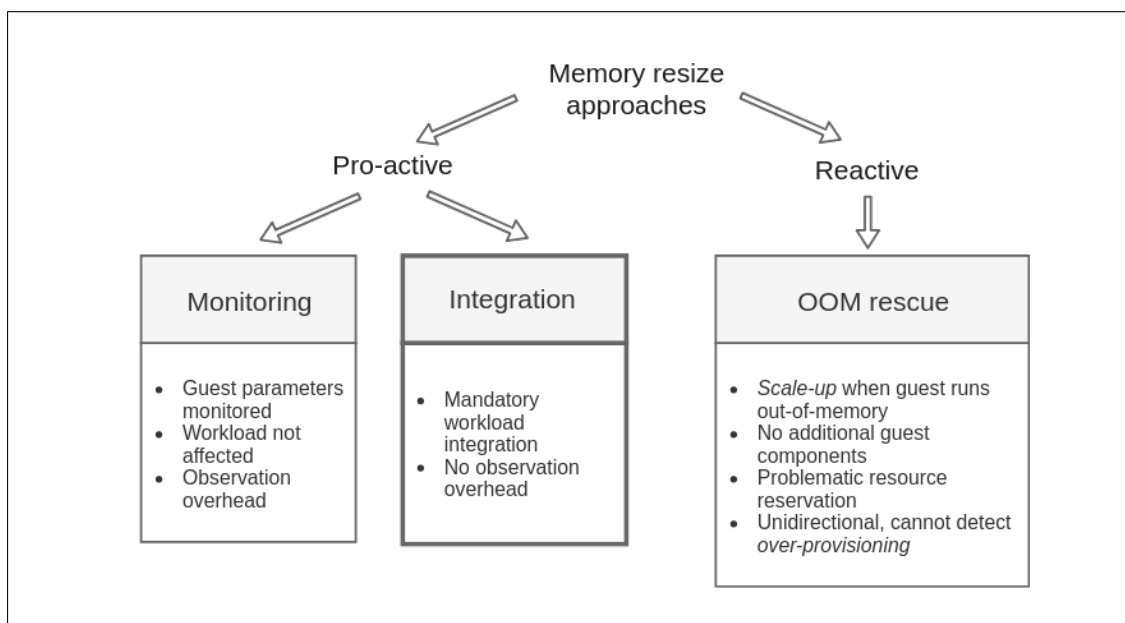 Memory resize
approaches
Pro-active
Reactive
Monitoring
• Guest parameters
monitored
• Workload not
affected
• Observation
overhead
Integration
• Mandatory
workload
integration
• No observation
overhead
OOM rescue
• Scale-up when guest runs
out-of-memory
• No additional guest
components
• Problematic resource
reservation
• Unidirectional, cannot detect
over-provisioning